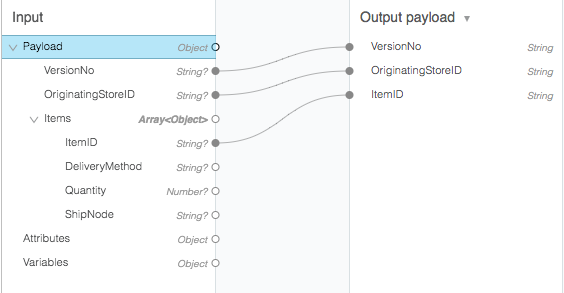 Input Output payload ▼
Payload Object VersionNo String
VersionNo String? OriginatingStoreID String
OriginatingStoreID String? ItemID String
Items Array<Object>
ItemID String?
DeliveryMethod String?
Quantity Number?
ShipNode String?
Attributes Object
Variables Object